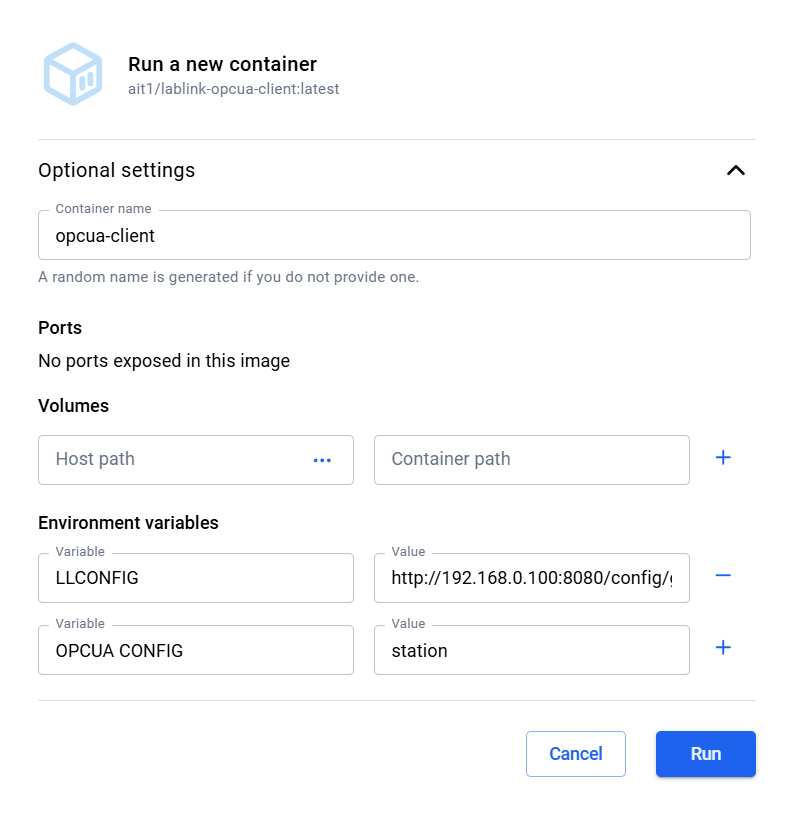 Run a new container
ait1/lablink-opcua-client:latest
Optional settings
Container name
opcua-client
A random name is generated if you do not provide one.
Ports
No ports exposed in this image
Volumes
Host path ... Container path +
Environment variables
Variable Value
LLCONFIG http://192.168.0.100:8080/config/ −
Variable Value
OPCUA CONFIG station +
Cancel Run